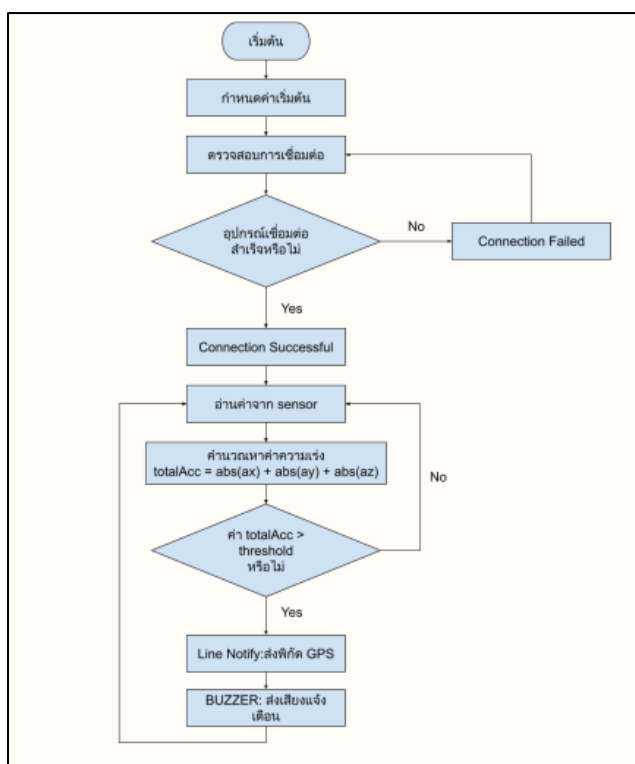 เริ่มต้น
กำหนดค่าเริ่มต้น
ตรวจสอบการเชื่อมต่อ
อุปกรณ์เชื่อมต่อ
สำเร็จหรือไม่
No
Connection Failed
Yes
Connection Successful
อ่านค่าจาก sensor
คำนวณหาค่าความเร่ง
totalAcc = abs(ax) + abs(ay) + abs(az)
No
ค่า totalAcc >
threshold
หรือไม่
Yes
Line Notify:ส่งพิกัด GPS
BUZZER: ส่งเสียงแจ้ง
เตือน